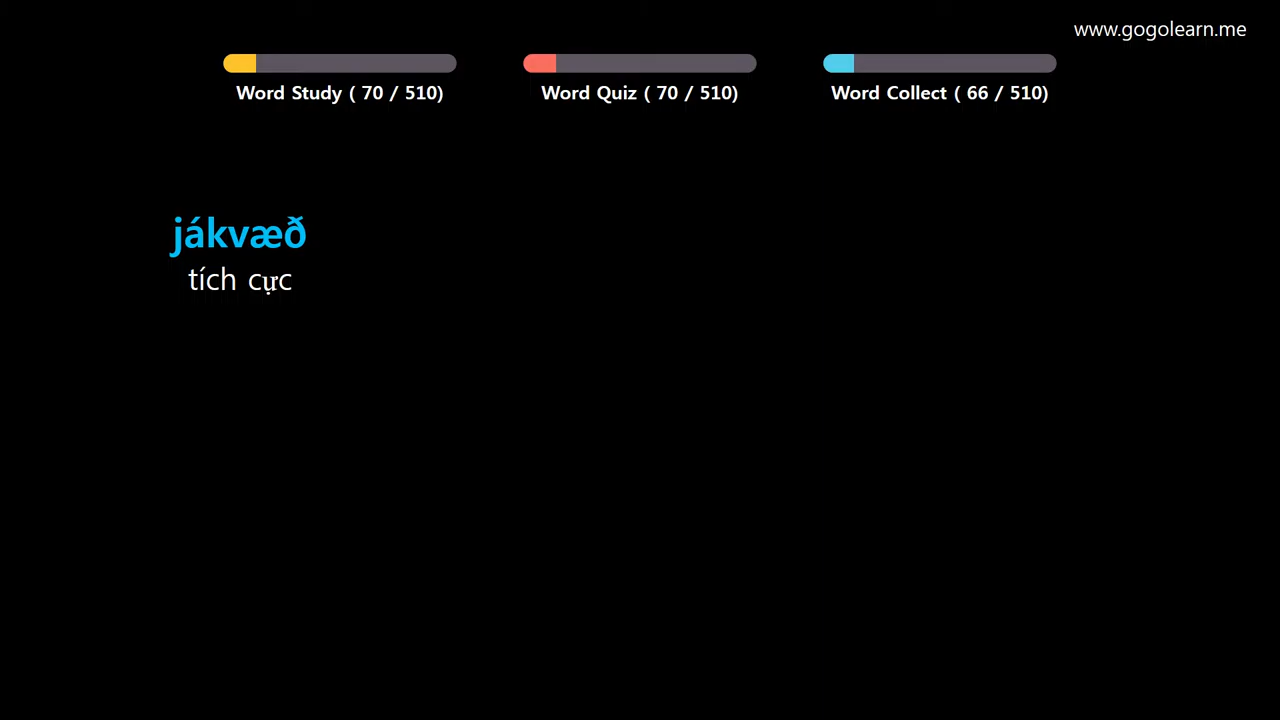 www.gogolearn.me
Word Study ( 70 / 510)
Word Quiz ( 70 / 510)
Word Collect ( 66 / 510)
jákvæð
tích cực